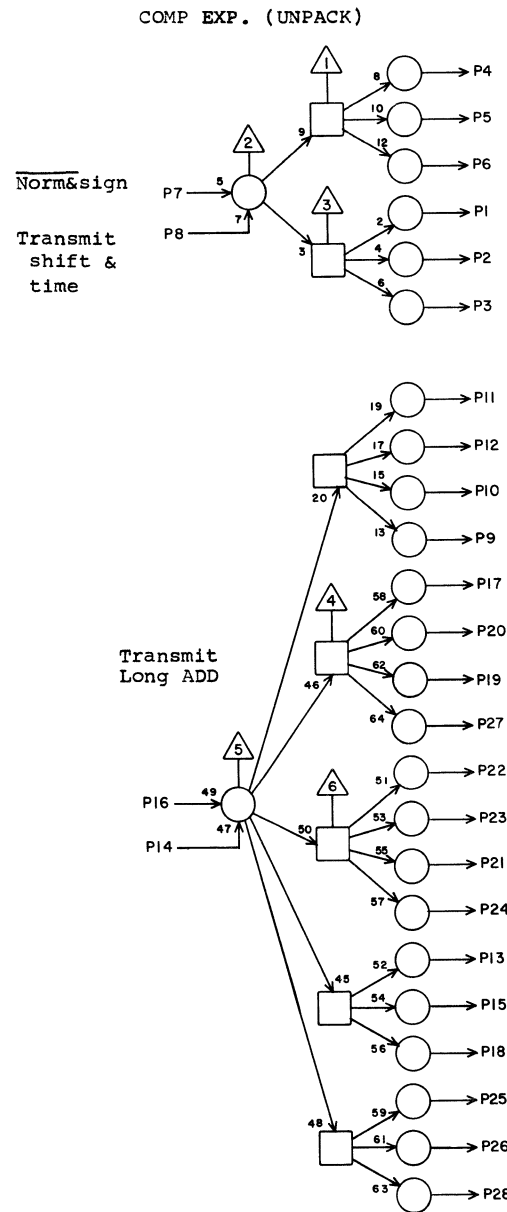 COMP EXP. (UNPACK)
1
8
P4
10
P5
9
12
P6
2
Norm&sign
P7
5
7
P8
3
2
P1
Transmit
shift &
time
3
4
P2
6
P3
19
P11
17
P12
15
P10
20
13
P9
4
58
P17
60
P20
Transmit
Long ADD
46
62
P19
64
P27
5
6
51
P22
P16
49
53
P23
50
47
P14
55
P21
57
P24
45
52
P13
54
P15
56
P18
48
59
P25
61
P26
63
P28